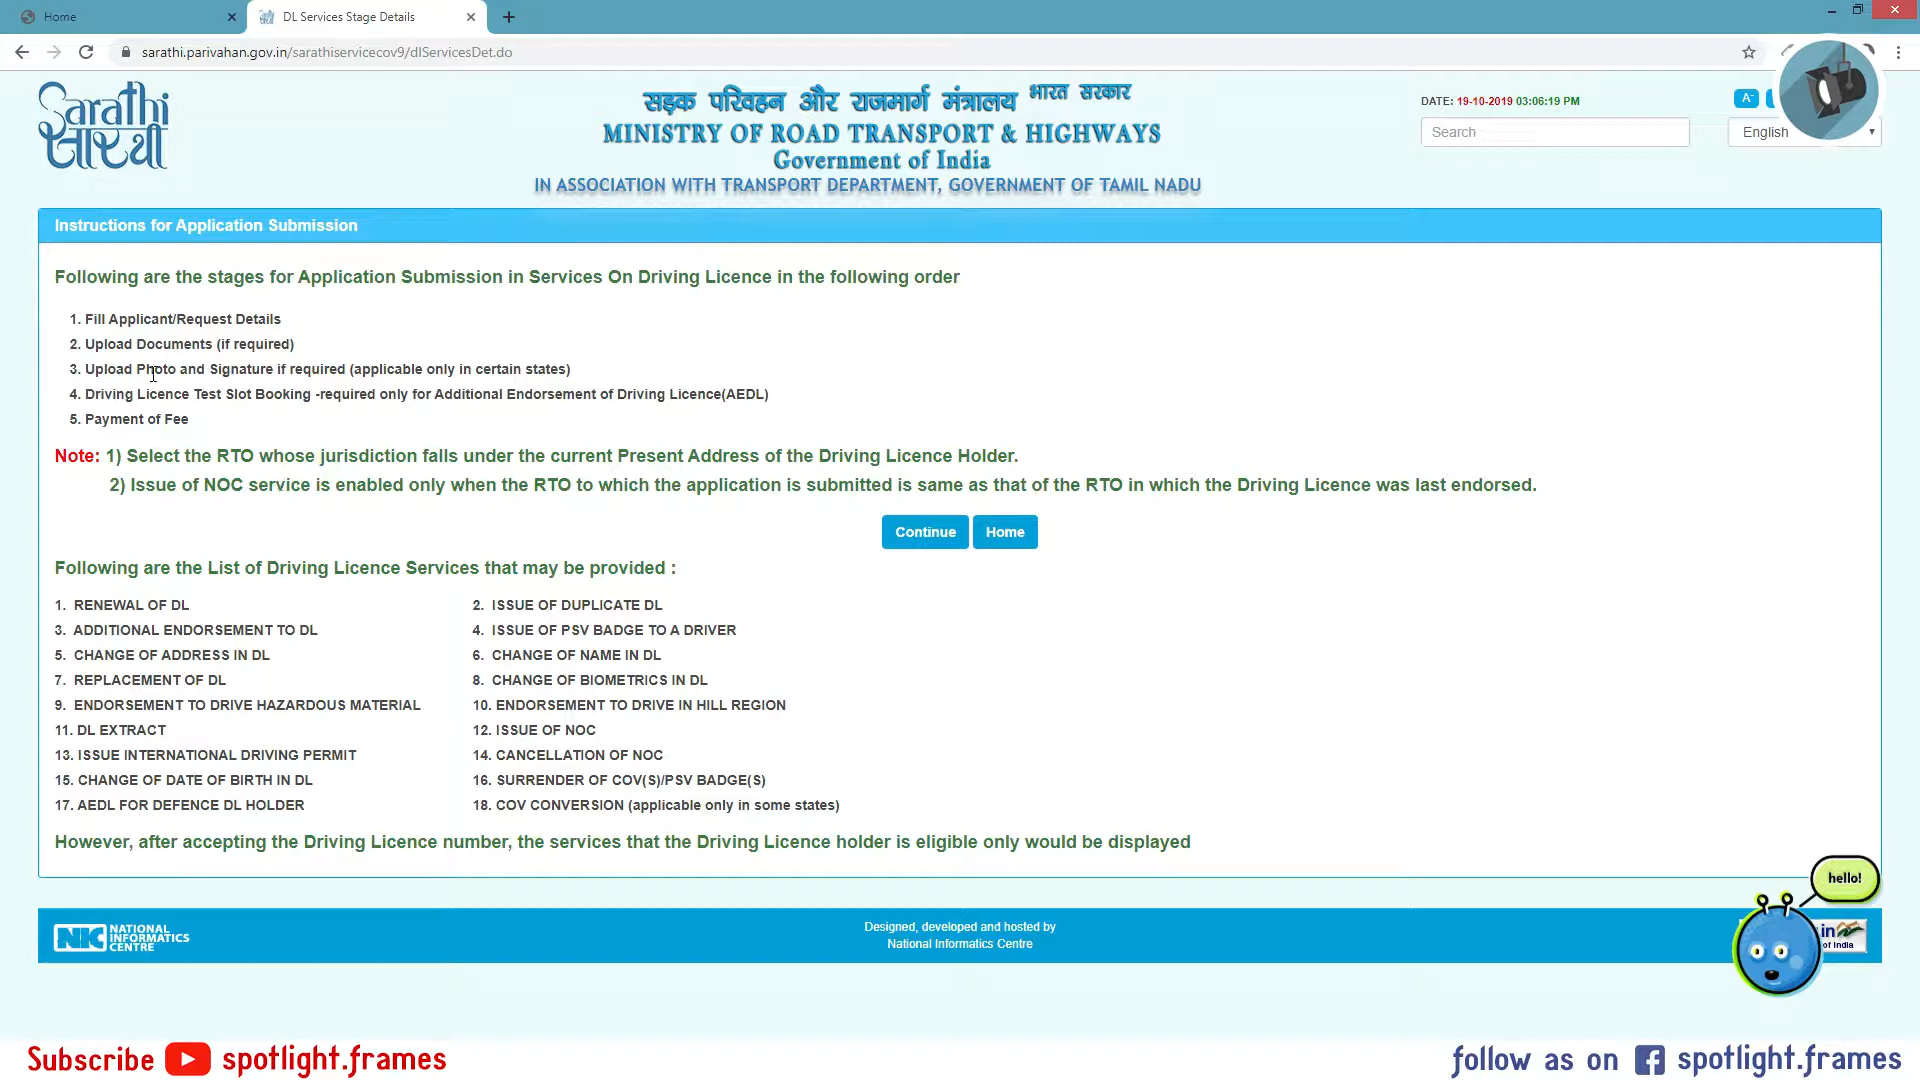 Home
DL Services Stage Details
sarathi.parivahan.gov.in/sarathiservicecov9/dlServicesDet.do
Sarathi
सारथी
सड़क परिवहन और राजमार्ग मंत्रालय भारत सरकार
MINISTRY OF ROAD TRANSPORT & HIGHWAYS
Government of India
IN ASSOCIATION WITH TRANSPORT DEPARTMENT, GOVERNMENT OF TAMIL NADU
DATE: 19-10-2019 03:06:19 PM
A-
Search
English
Instructions for Application Submission
Following are the stages for Application Submission in Services On Driving Licence in the following order
1. Fill Applicant/Request Details
2. Upload Documents (if required)
3. Upload Photo and Signature if required (applicable only in certain states)
4. Driving Licence Test Slot Booking -required only for Additional Endorsement of Driving Licence(AEDL)
5. Payment of Fee
Note: 1) Select the RTO whose jurisdiction falls under the current Present Address of the Driving Licence Holder.
2) Issue of NOC service is enabled only when the RTO to which the application is submitted is same as that of the RTO in which the Driving Licence was last endorsed.
Continue
Home
Following are the List of Driving Licence Services that may be provided :
1. RENEWAL OF DL
2. ISSUE OF DUPLICATE DL
3. ADDITIONAL ENDORSEMENT TO DL
4. ISSUE OF PSV BADGE TO A DRIVER
5. CHANGE OF ADDRESS IN DL
6. CHANGE OF NAME IN DL
7. REPLACEMENT OF DL
8. CHANGE OF BIOMETRICS IN DL
9. ENDORSEMENT TO DRIVE HAZARDOUS MATERIAL
10. ENDORSEMENT TO DRIVE IN HILL REGION
11. DL EXTRACT
12. ISSUE OF NOC
13. ISSUE INTERNATIONAL DRIVING PERMIT
14. CANCELLATION OF NOC
15. CHANGE OF DATE OF BIRTH IN DL
16. SURRENDER OF COV(S)/PSV BADGE(S)
17. AEDL FOR DEFENCE DL HOLDER
18. COV CONVERSION (applicable only in some states)
However, after accepting the Driving Licence number, the services that the Driving Licence holder is eligible only would be displayed
hello!
NIC NATIONAL
INFORMATICS
CENTRE
Designed, developed and hosted by
National Informatics Centre
in
of India
Subscribe spotlight.frames
follow as on spotlight.frames